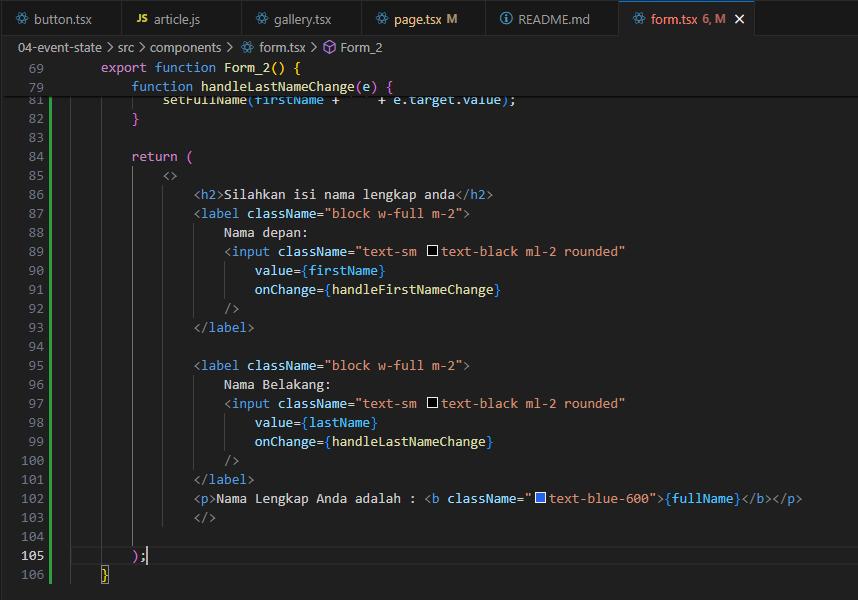 button.tsx JS article.js gallery.tsx page.tsx M README.md form.tsx 6, M
04-event-state > src > components > form.tsx > Form_2
69 export function Form_2() {
79 function handleLastNameChange(e) {
81 setFullName(firstName + + e.target.value);
82 }
83
84 return (
85 <>
86 <h2>Silahkan isi nama lengkap anda</h2>
87 <label className="block w-full m-2">
88 Nama depan:
89 <input className="text-sm text-black ml-2 rounded"
90 value={firstName}
91 onChange={handleFirstNameChange}
92 />
93 </label>
94
95 <label className="block w-full m-2">
96 Nama Belakang:
97 <input className="text-sm text-black ml-2 rounded"
98 value={lastName}
99 onChange={handleLastNameChange}
100 />
101 </label>
102 <p>Nama Lengkap Anda adalah : <b className="text-blue-600">{fullName}</b></p>
103 </>
104
105 );
106 }